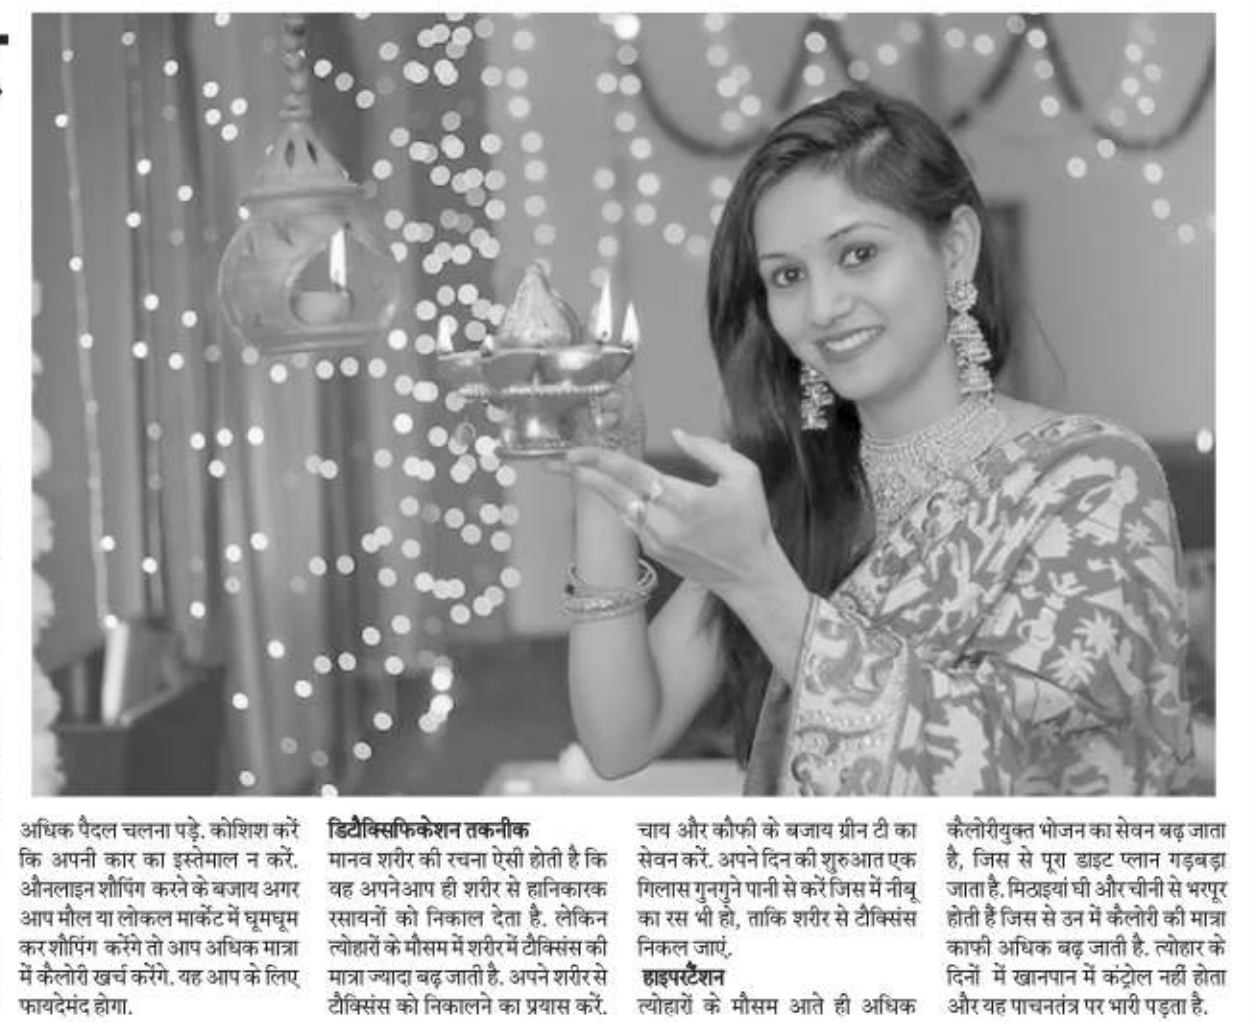 अधिक पैदल चलना पड़े. कोशिश करें
कि अपनी कार का इस्तेमाल न करें.
औनलाइन शौपिंग करने के बजाय अगर
आप मौल या लोकल मार्केट में घूमघूम
कर शौपिंग करेंगे तो आप अधिक मात्रा
में कैलोरी खर्च करेंगे. यह आप के लिए
फायदेमंद होगा.
डिटौक्सिफिकेशन तकनीक
मानव शरीर की रचना ऐसी होती है कि
वह अपनेआप ही शरीर से हानिकारक
रसायनों को निकाल देता है. लेकिन
त्योहारों के मौसम में शरीर में टौक्सिंस की
मात्रा ज्यादा बढ़ जाती है. अपने शरीर से
टौक्सिंस को निकालने का प्रयास करें.
चाय और कौफी के बजाय ग्रीन टी का
सेवन करें. अपने दिन की शुरुआत एक
गिलास गुनगुने पानी से करें जिस में नीबू
का रस भी हो, ताकि शरीर से टौक्सिंस
निकल जाएं.
हाइपरटैंशन
त्योहारों के मौसम आते ही अधिक
कैलोरीयुक्त भोजन का सेवन बढ़ जाता
है, जिस से पूरा डाइट प्लान गड़बड़ा
जाता है. मिठाइयां घी और चीनी से भरपूर
होती हैं जिस से उन में कैलोरी की मात्रा
काफी अधिक बढ़ जाती है. त्योहार के
दिनों में खानपान में कंट्रोल नहीं होता
और यह पाचनतंत्र पर भारी पड़ता है.